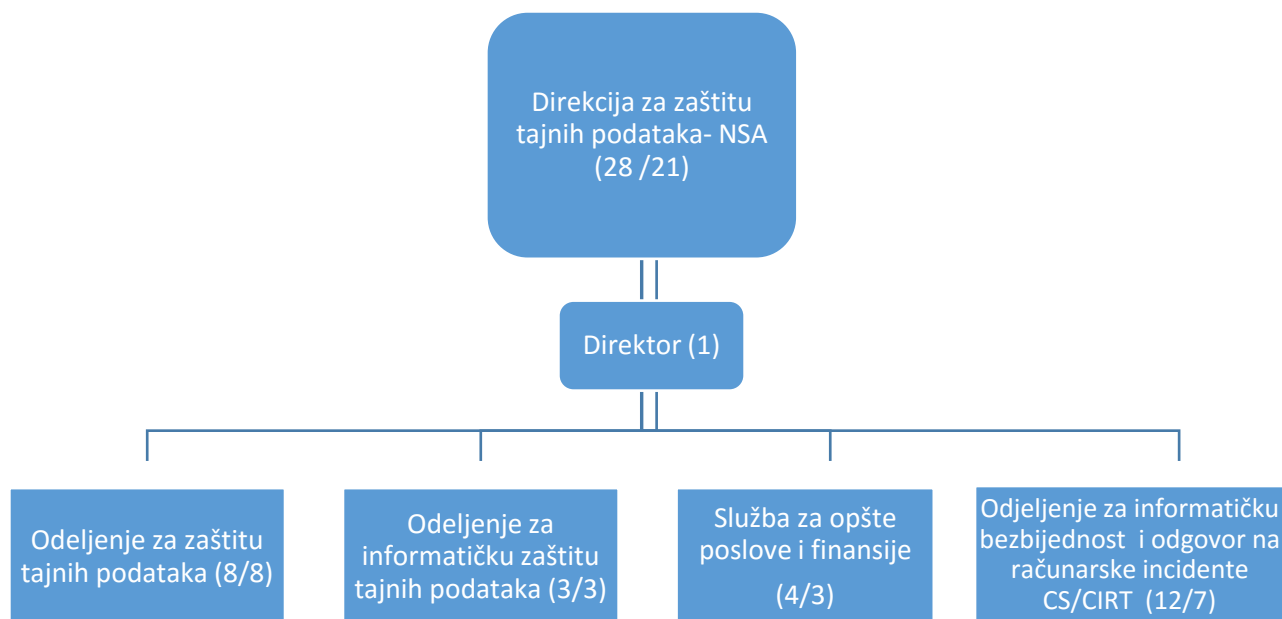 Direkcija za zaštitu
tajnih podataka- NSA
(28 /21)
Direktor (1)
Odeljenje za zaštitu
tajnih podataka (8/8)
Odeljenje za
informatičku zaštitu
tajnih podataka (3/3)
Služba za opšte
poslove i finansije
(4/3)
Odjeljenje za informatičku
bezbijednost  i odgovor na
računarske incidente
CS/CIRT  (12/7)